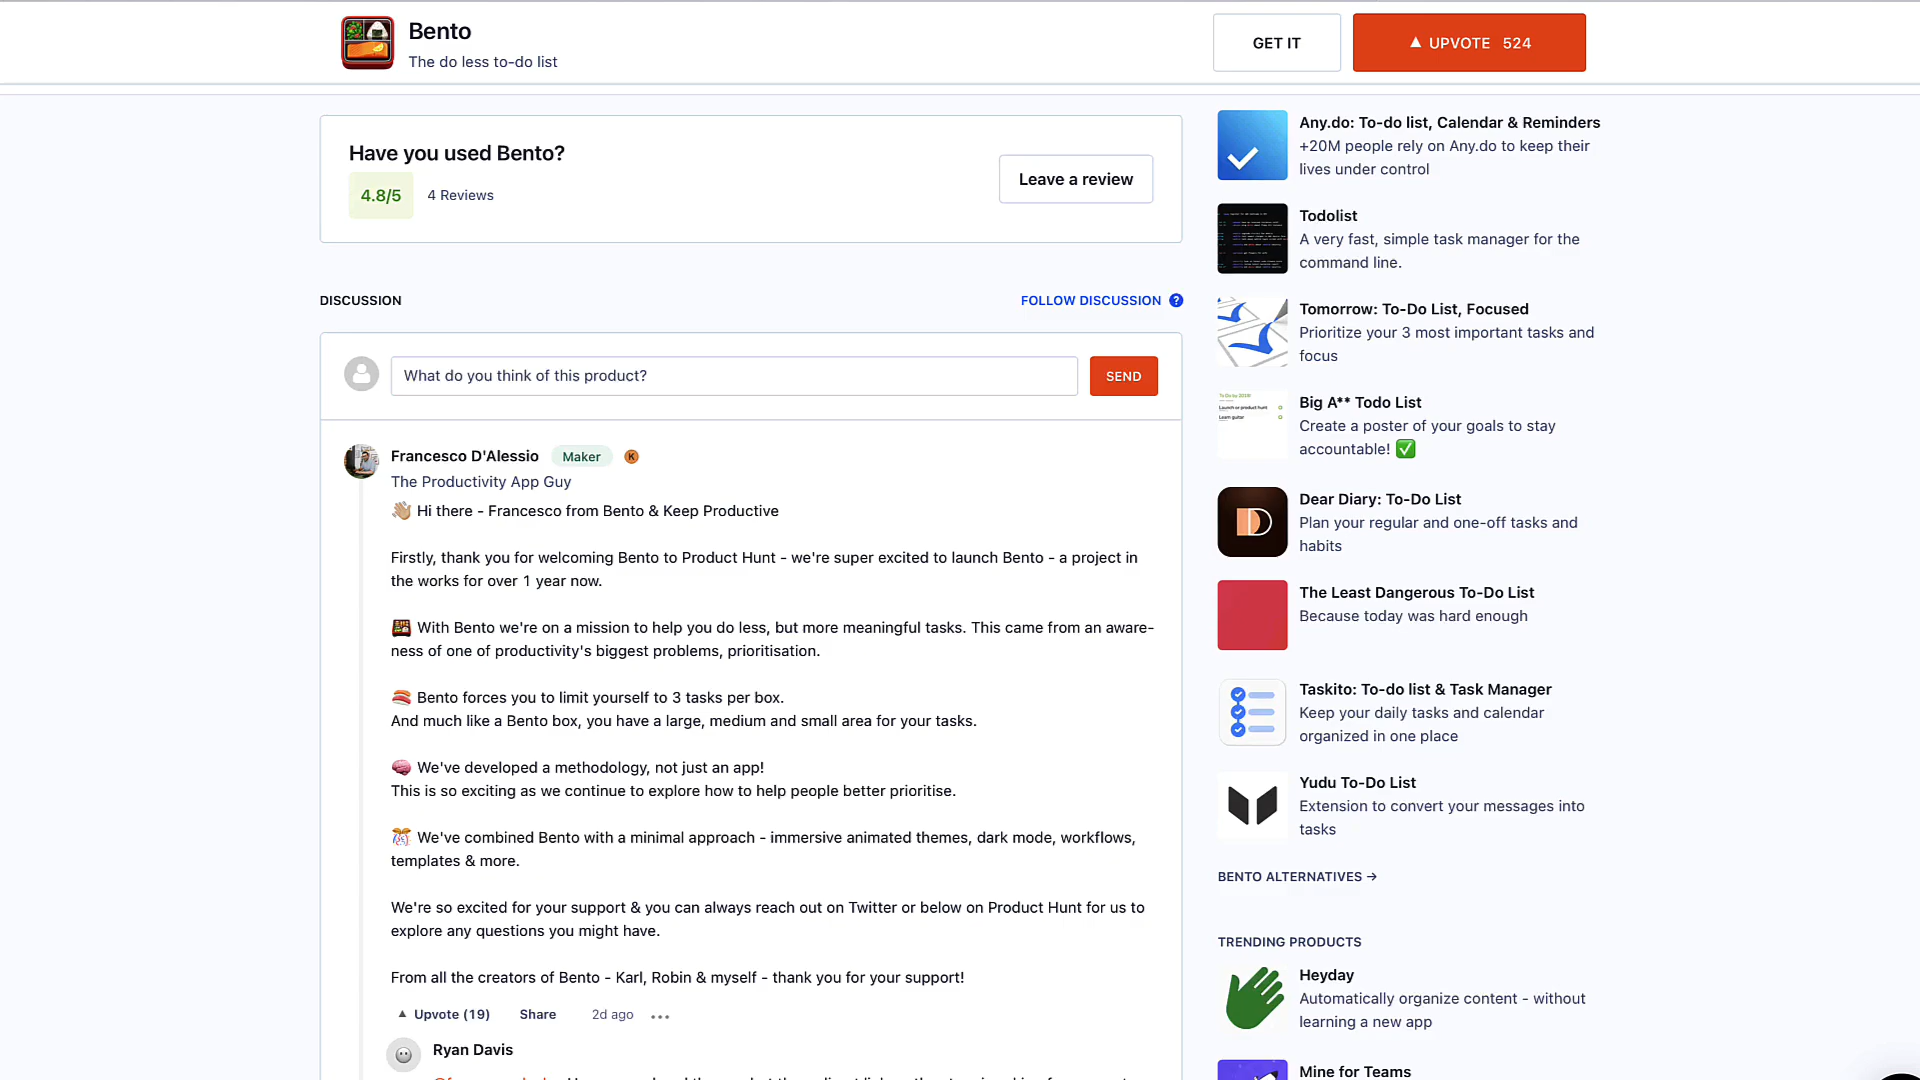 Bento
The do less to-do list
GET IT
UPVOTE 524
Have you used Bento?
4.8/5
4 Reviews
Leave a review
DISCUSSION
FOLLOW DISCUSSION ?
What do you think of this product?
SEND
Francesco D'Alessio Maker K
The Productivity App Guy
👋🏼 Hi there - Francesco from Bento & Keep Productive
Firstly, thank you for welcoming Bento to Product Hunt - we're super excited to launch Bento - a project in
the works for over 1 year now.
🍱 With Bento we're on a mission to help you do less, but more meaningful tasks. This came from an aware-
ness of one of productivity's biggest problems, prioritisation.
🍣 Bento forces you to limit yourself to 3 tasks per box.
And much like a Bento box, you have a large, medium and small area for your tasks.
🧠 We've developed a methodology, not just an app!
This is so exciting as we continue to explore how to help people better prioritise.
🎊 We've combined Bento with a minimal approach - immersive animated themes, dark mode, workflows,
templates & more.
We're so excited for your support & you can always reach out on Twitter or below on Product Hunt for us to
explore any questions you might have.
From all the creators of Bento - Karl, Robin & myself - thank you for your support!
Upvote (19) Share 2d ago
Ryan Davis
Any.do: To-do list, Calendar & Reminders
+20M people rely on Any.do to keep their
lives under control
Todolist
A very fast, simple task manager for the
command line.
Tomorrow: To-Do List, Focused
Prioritize your 3 most important tasks and
focus
Big A** Todo List
Create a poster of your goals to stay
accountable! ✅
Dear Diary: To-Do List
Plan your regular and one-off tasks and
habits
The Least Dangerous To-Do List
Because today was hard enough
Taskito: To-do list & Task Manager
Keep your daily tasks and calendar
organized in one place
Yudu To-Do List
Extension to convert your messages into
tasks
BENTO ALTERNATIVES →
TRENDING PRODUCTS
Heyday
Automatically organize content - without
learning a new app
Mine for Teams